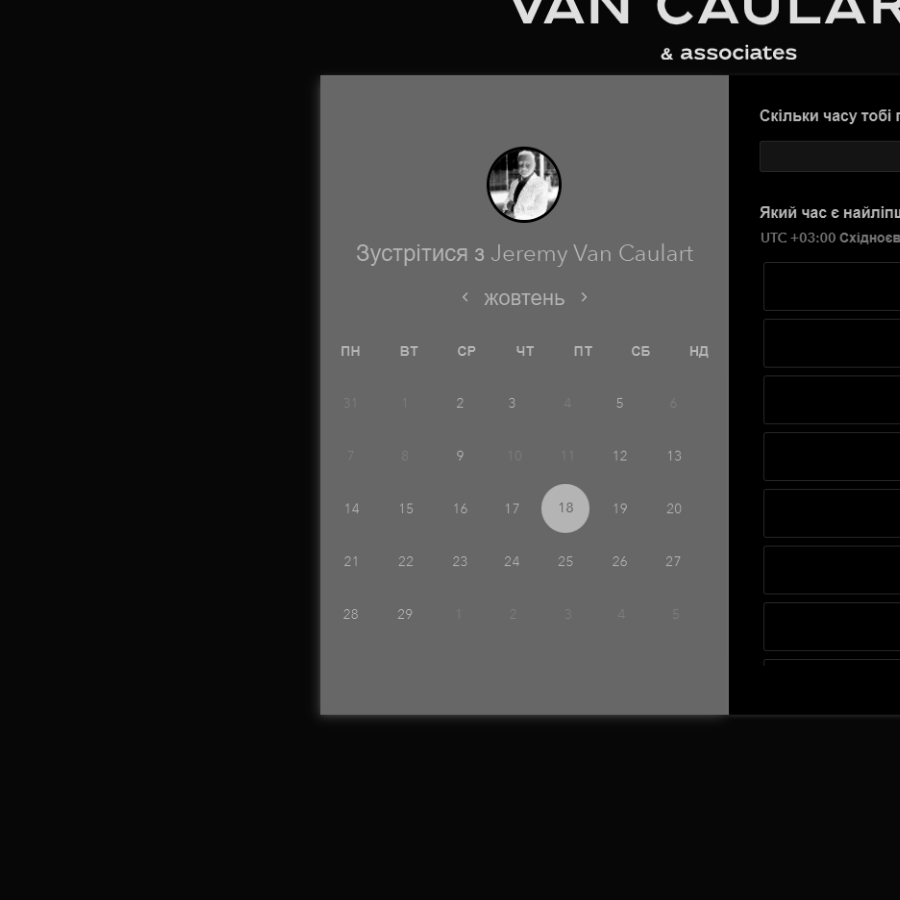 VAN CAULAR
& associates
Зустрітися з Jeremy Van Caulart
‹ жовтень ›
ПН ВТ СР ЧТ ПТ СБ НД
31 1 2 3 4 5 6
7 8 9 10 11 12 13
14 15 16 17 18 19 20
21 22 23 24 25 26 27
28 29 1 2 3 4 5
Скільки часу тобі
Який час є найліпш
UTC +03:00 Східноєв